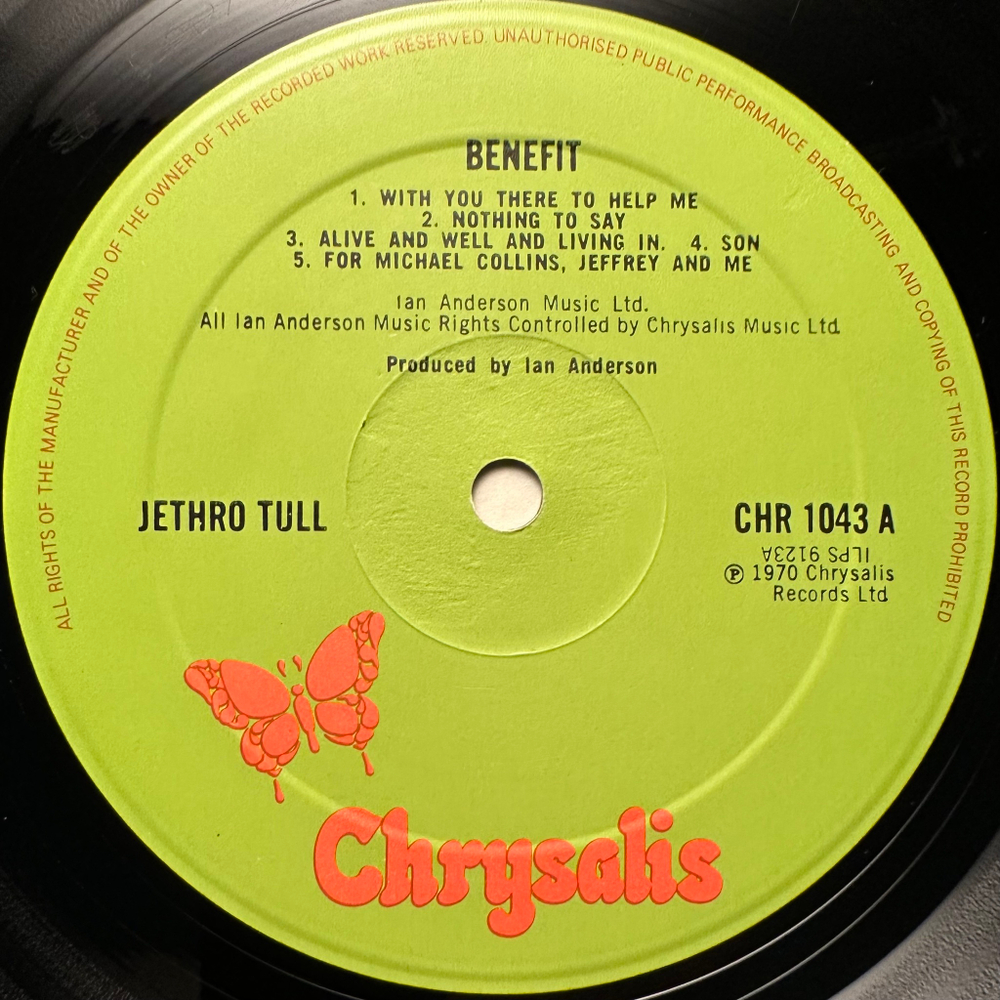 ALL RIGHTS OF THE MANUFACTURER AND OF THE OWNER OF THE RECORDED WORK RESERVED. UNAUTHORISED PUBLIC PERFORMANCE BROADCASTING AND COPYING OF THIS RECORD PROHIBITED
BENEFIT
1. WITH YOU THERE TO HELP ME
2. NOTHING TO SAY
3. ALIVE AND WELL AND LIVING IN. 4. SON
5. FOR MICHAEL COLLINS, JEFFREY AND ME
Ian Anderson Music Ltd.
All Ian Anderson Music Rights Controlled by Chrysalis Music Ltd
Produced by Ian Anderson
JETHRO TULL
CHR 1043 A
ILPS 9123A
℗ 1970 Chrysalis
Records Ltd
Chrysalis